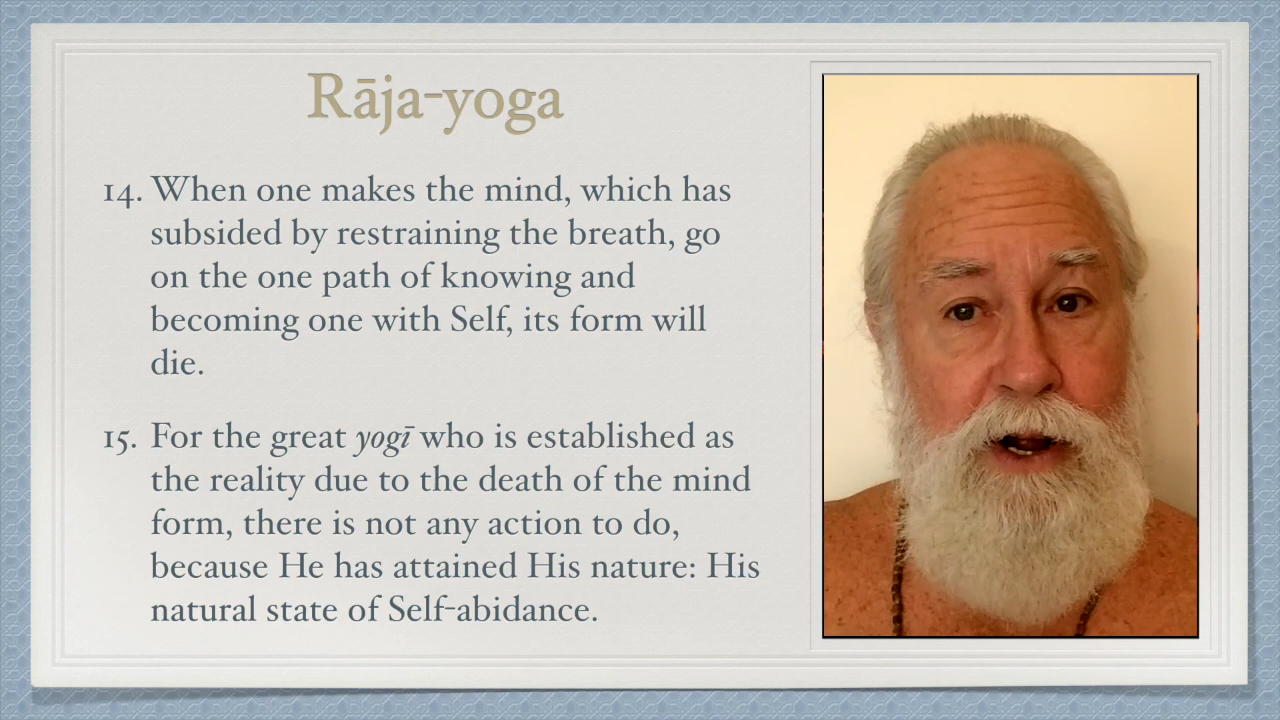 Rāja-yoga
14. When one makes the mind, which has
subsided by restraining the breath, go
on the one path of knowing and
becoming one with Self, its form will
die.
15. For the great yogī who is established as
the reality due to the death of the mind
form, there is not any action to do,
because He has attained His nature: His
natural state of Self-abidance.